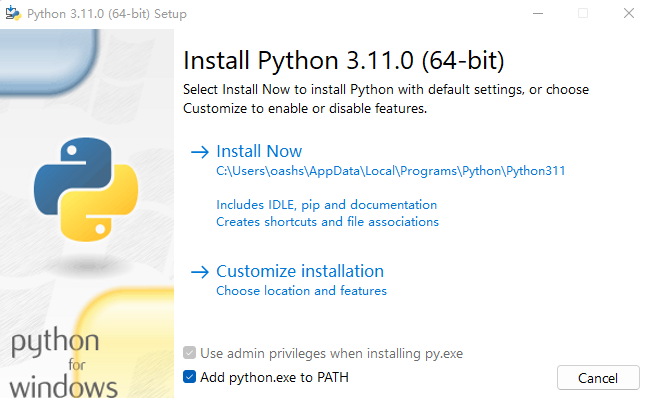 Python 3.11.0 (64-bit) Setup
Install Python 3.11.0 (64-bit)
Select Install Now to install Python with default settings, or choose
Customize to enable or disable features.
Install Now
C:\Users\oashs\AppData\Local\Programs\Python\Python311
Includes IDLE, pip and documentation
Creates shortcuts and file associations
Customize installation
Choose location and features
python
for
windows
Use admin privileges when installing py.exe
Add python.exe to PATH
Cancel